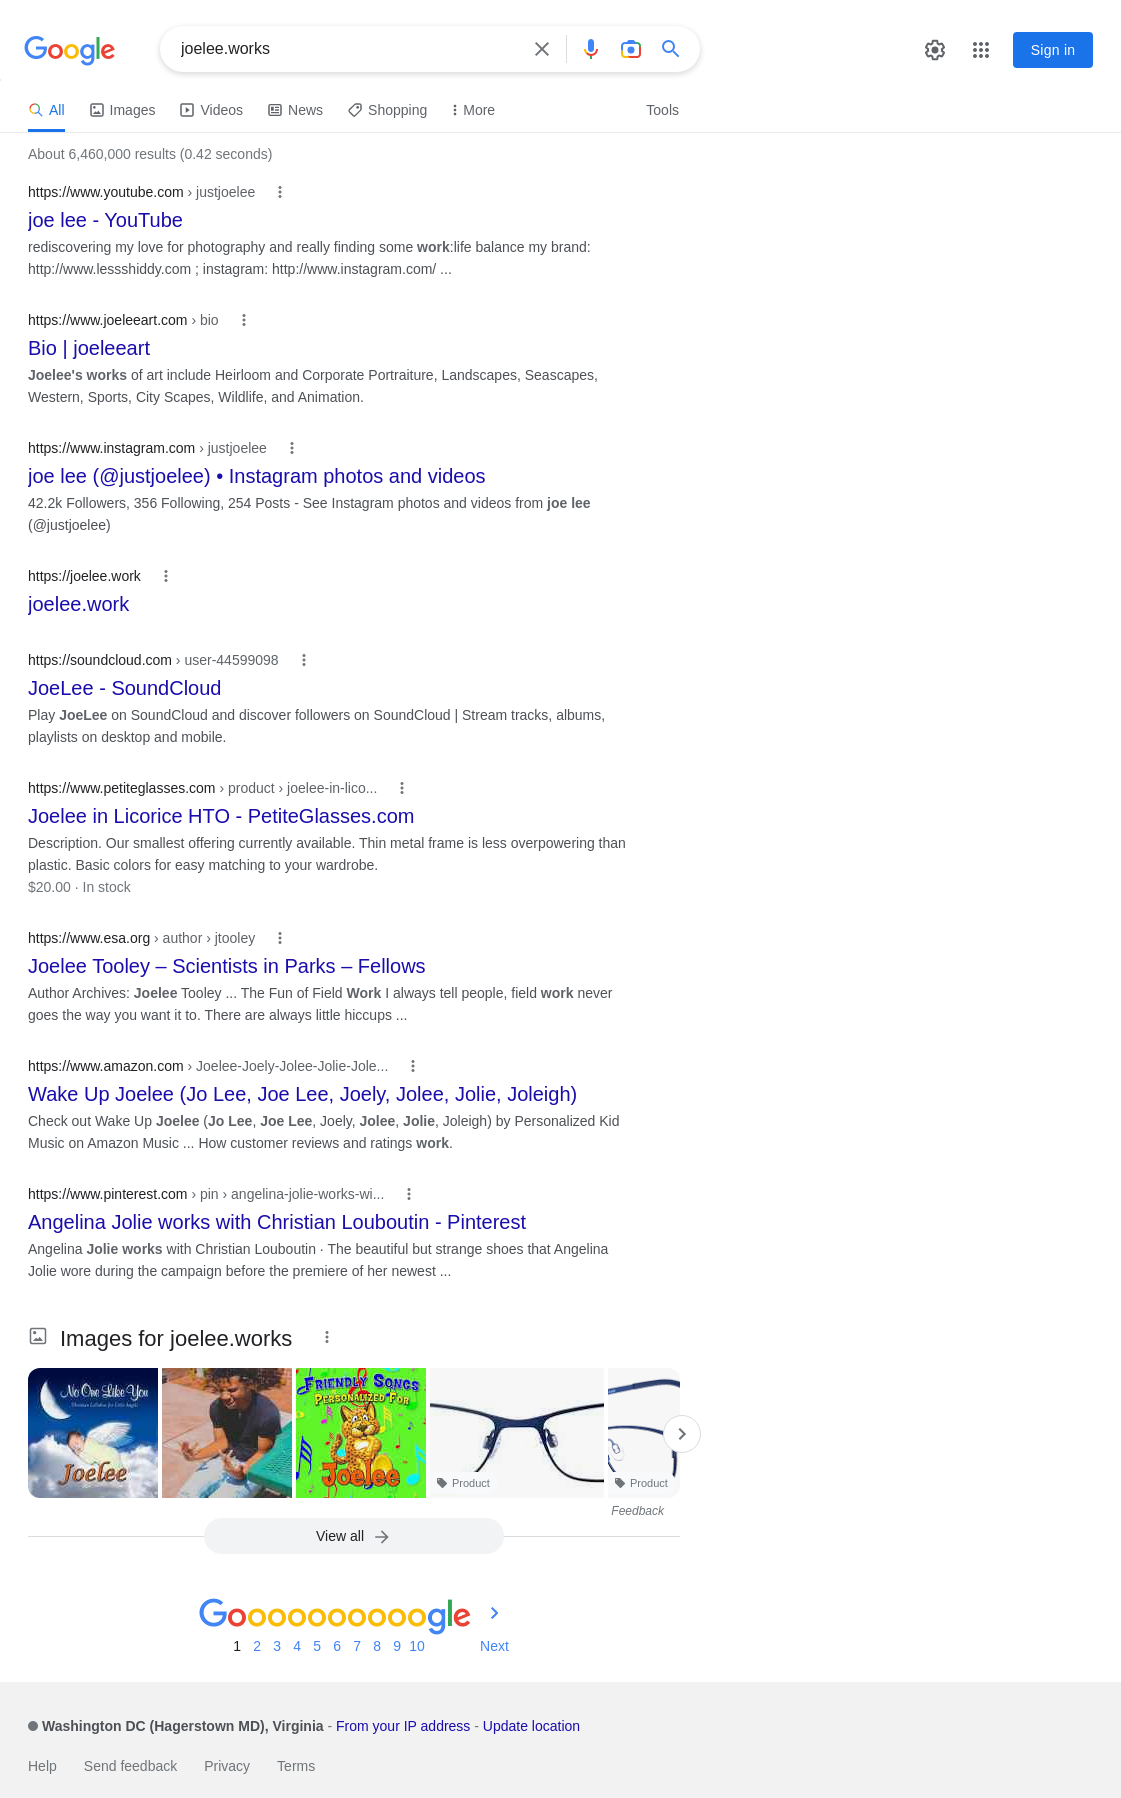 Google
joelee.works
Sign in
All
Images
Videos
News
Shopping
More
Tools
About 6,460,000 results (0.42 seconds)
https://www.youtube.com › justjoelee
joe lee - YouTube
rediscovering my love for photography and really finding some work:life balance my brand:
http://www.lessshiddy.com ; instagram: http://www.instagram.com/ ...
https://www.joeleeart.com › bio
Bio | joeleeart
Joelee's works of art include Heirloom and Corporate Portraiture, Landscapes, Seascapes,
Western, Sports, City Scapes, Wildlife, and Animation.
https://www.instagram.com › justjoelee
joe lee (@justjoelee) • Instagram photos and videos
42.2k Followers, 356 Following, 254 Posts - See Instagram photos and videos from joe lee
(@justjoelee)
https://joelee.work
joelee.work
https://soundcloud.com › user-44599098
JoeLee - SoundCloud
Play JoeLee on SoundCloud and discover followers on SoundCloud | Stream tracks, albums,
playlists on desktop and mobile.
https://www.petiteglasses.com › product › joelee-in-lico...
Joelee in Licorice HTO - PetiteGlasses.com
Description. Our smallest offering currently available. Thin metal frame is less overpowering than
plastic. Basic colors for easy matching to your wardrobe.
$20.00 · In stock
https://www.esa.org › author › jtooley
Joelee Tooley – Scientists in Parks – Fellows
Author Archives: Joelee Tooley ... The Fun of Field Work I always tell people, field work never
goes the way you want it to. There are always little hiccups ...
https://www.amazon.com › Joelee-Joely-Jolee-Jolie-Jole...
Wake Up Joelee (Jo Lee, Joe Lee, Joely, Jolee, Jolie, Joleigh)
Check out Wake Up Joelee (Jo Lee, Joe Lee, Joely, Jolee, Jolie, Joleigh) by Personalized Kid
Music on Amazon Music ... How customer reviews and ratings work.
https://www.pinterest.com › pin › angelina-jolie-works-wi...
Angelina Jolie works with Christian Louboutin - Pinterest
Angelina Jolie works with Christian Louboutin · The beautiful but strange shoes that Angelina
Jolie wore during the campaign before the premiere of her newest ...
Images for joelee.works
No One Like You
Christian Lullabies for Little Angels
Joelee
FRIENDLY SONGS
PERSONALIZED FOR
Joelee
Product
Product
Feedback
View all
Goooooooooogle
1 2 3 4 5 6 7 8 9 10 Next
Washington DC (Hagerstown MD), Virginia - From your IP address - Update location
Help Send feedback Privacy Terms